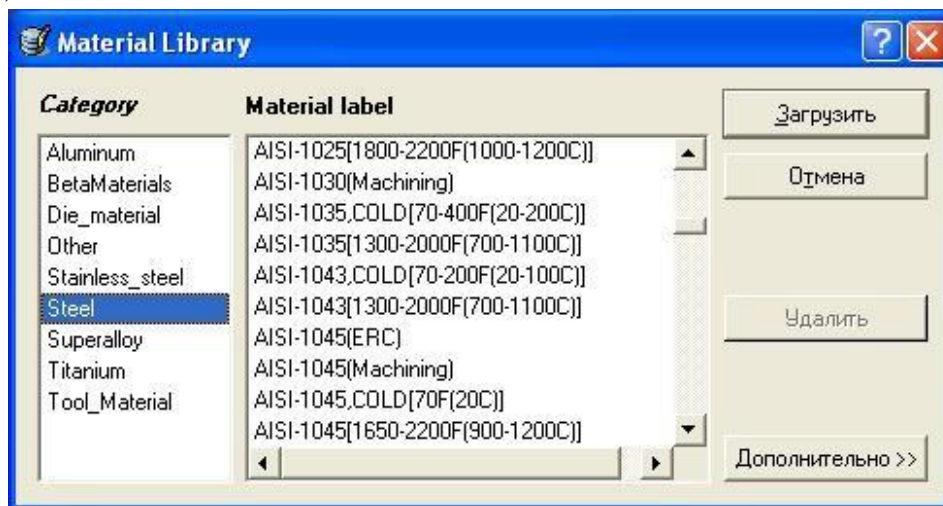 Material Library
Category
Material label
Aluminum
BetaMaterials
Die_material
Other
Stainless_steel
Steel
Superalloy
Titanium
Tool_Material
AISI-1025[1800-2200F(1000-1200C)]
AISI-1030(Machining)
AISI-1035,COLD[70-400F(20-200C)]
AISI-1035[1300-2000F(700-1100C)]
AISI-1043,COLD[70-200F(20-100C)]
AISI-1043[1300-2000F(700-1100C)]
AISI-1045(ERC)
AISI-1045(Machining)
AISI-1045,COLD[70F(20C)]
AISI-1045[1650-2200F(900-1200C)]
Загрузить
Отмена
Удалить
Дополнительно >>